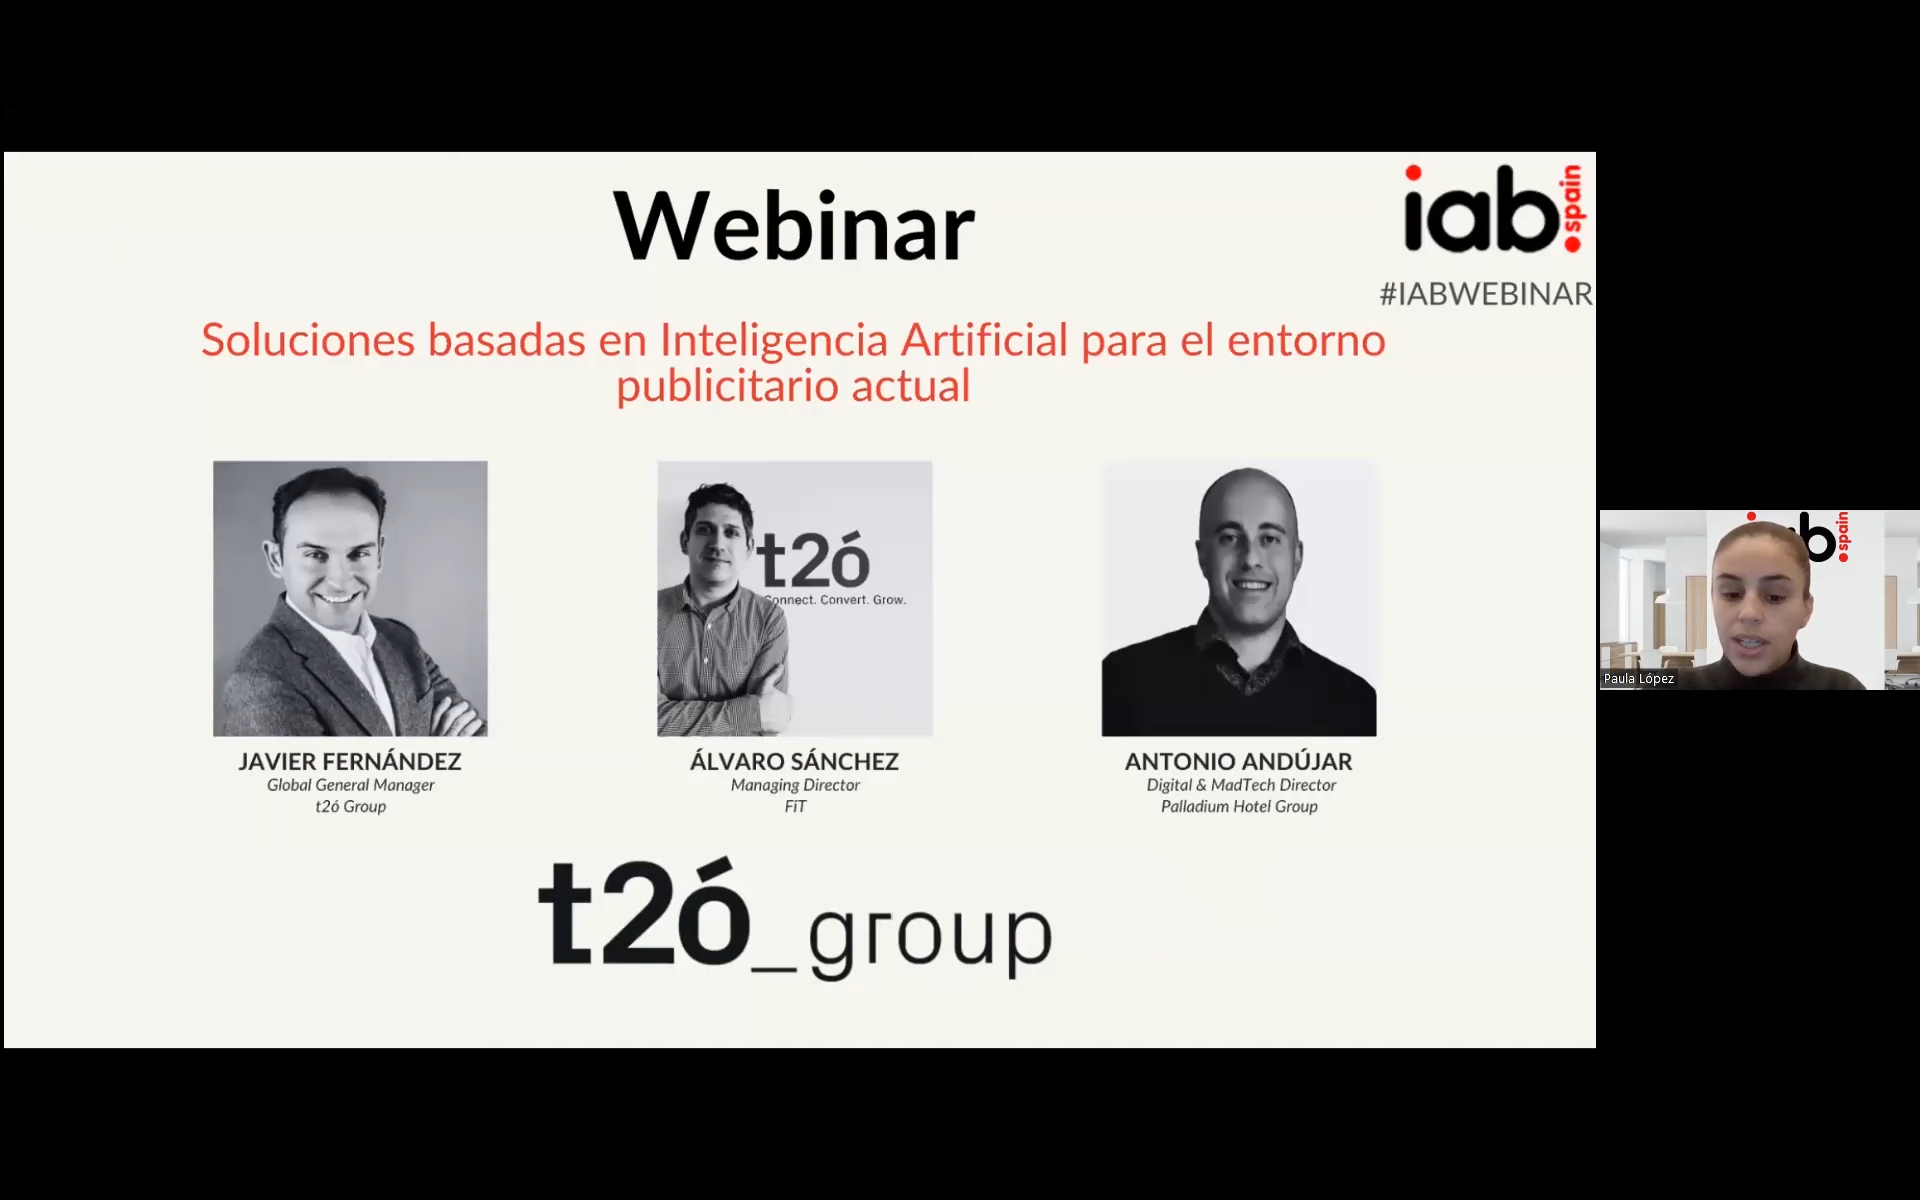 Webinar
iab.spain
#IABWEBINAR
Soluciones basadas en Inteligencia Artificial para el entorno
publicitario actual
t2ó
Connect. Convert. Grow.
JAVIER FERNÁNDEZ
Global General Manager
t2ó Group
ÁLVARO SÁNCHEZ
Managing Director
FiT
ANTONIO ANDÚJAR
Digital & MadTech Director
Palladium Hotel Group
t2ó_group
b spain
Paula López